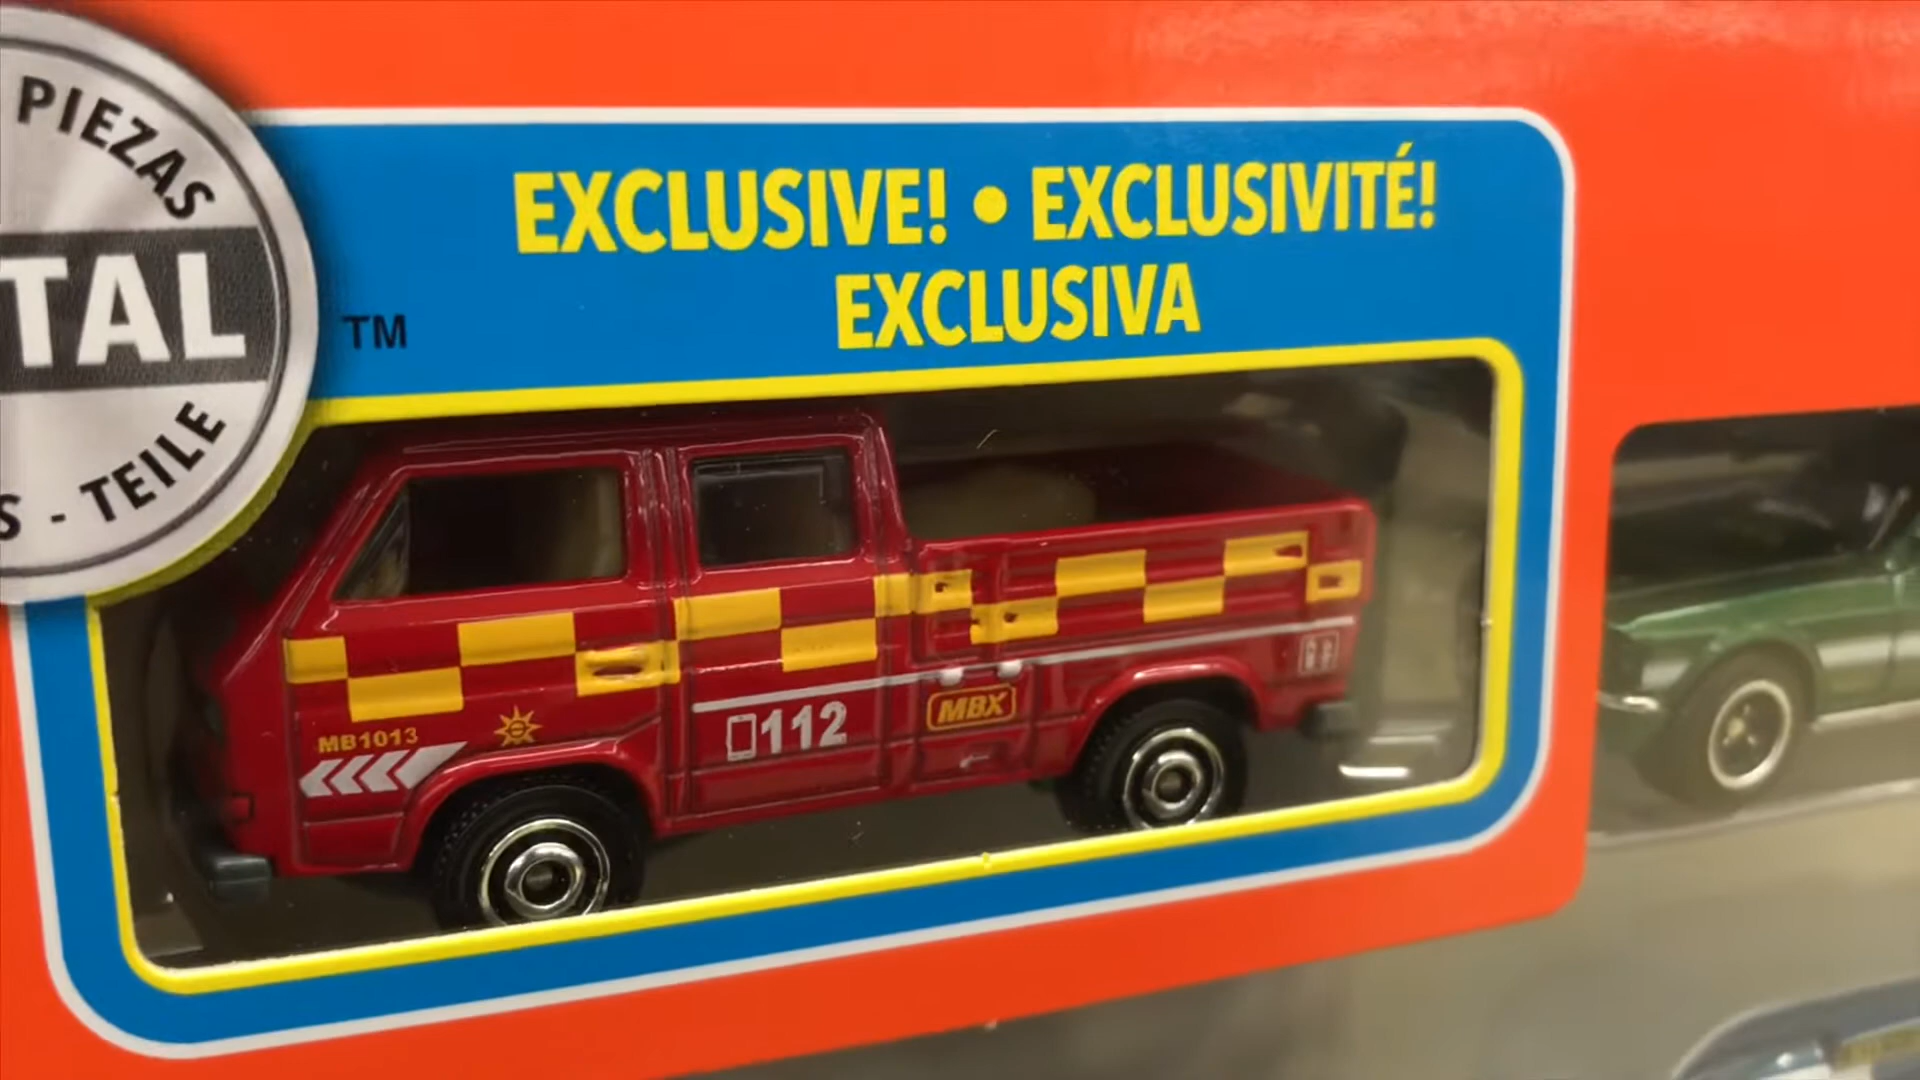 PIEZAS
TAL
S - TEILE
TM
EXCLUSIVE! • EXCLUSIVITÉ!
EXCLUSIVA
MB1013
112
MBX